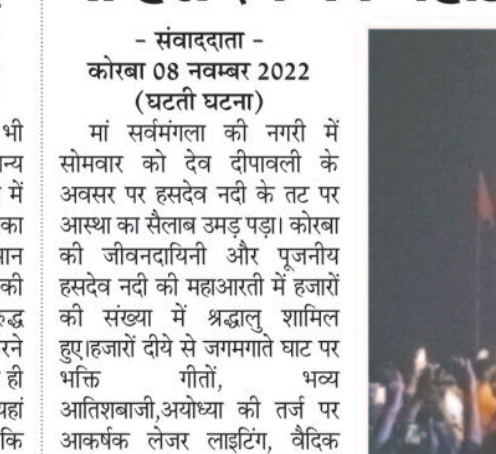 - संवाददाता -
कोरबा 08 नवम्बर 2022
(घटती घटना)
मां सर्वमंगला की नगरी में
सोमवार को देव दीपावली के
अवसर पर हसदेव नदी के तट पर
आस्था का सैलाब उमड़ पड़ा। कोरबा
की जीवनदायिनी और पूजनीय
हसदेव नदी की महाआरती में हजारों
की संख्या में श्रद्धालु शामिल
हुए।हजारों दीये से जगमगाते घाट पर
भक्ति गीतों, भव्य
आतिशबाजी,अयोध्या की तर्ज पर
आकर्षक लेजर लाइटिंग, वैदिक
भी
में
का
की
ही
कि